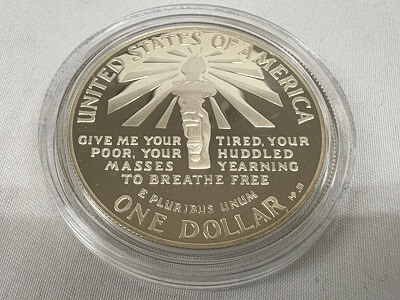 UNITED STATES OF AMERICA
GIVE ME YOUR TIRED, YOUR
POOR, YOUR HUDDLED
MASSES YEARNING
TO BREATHE FREE
E PLURIBUS UNUM
ONE DOLLAR